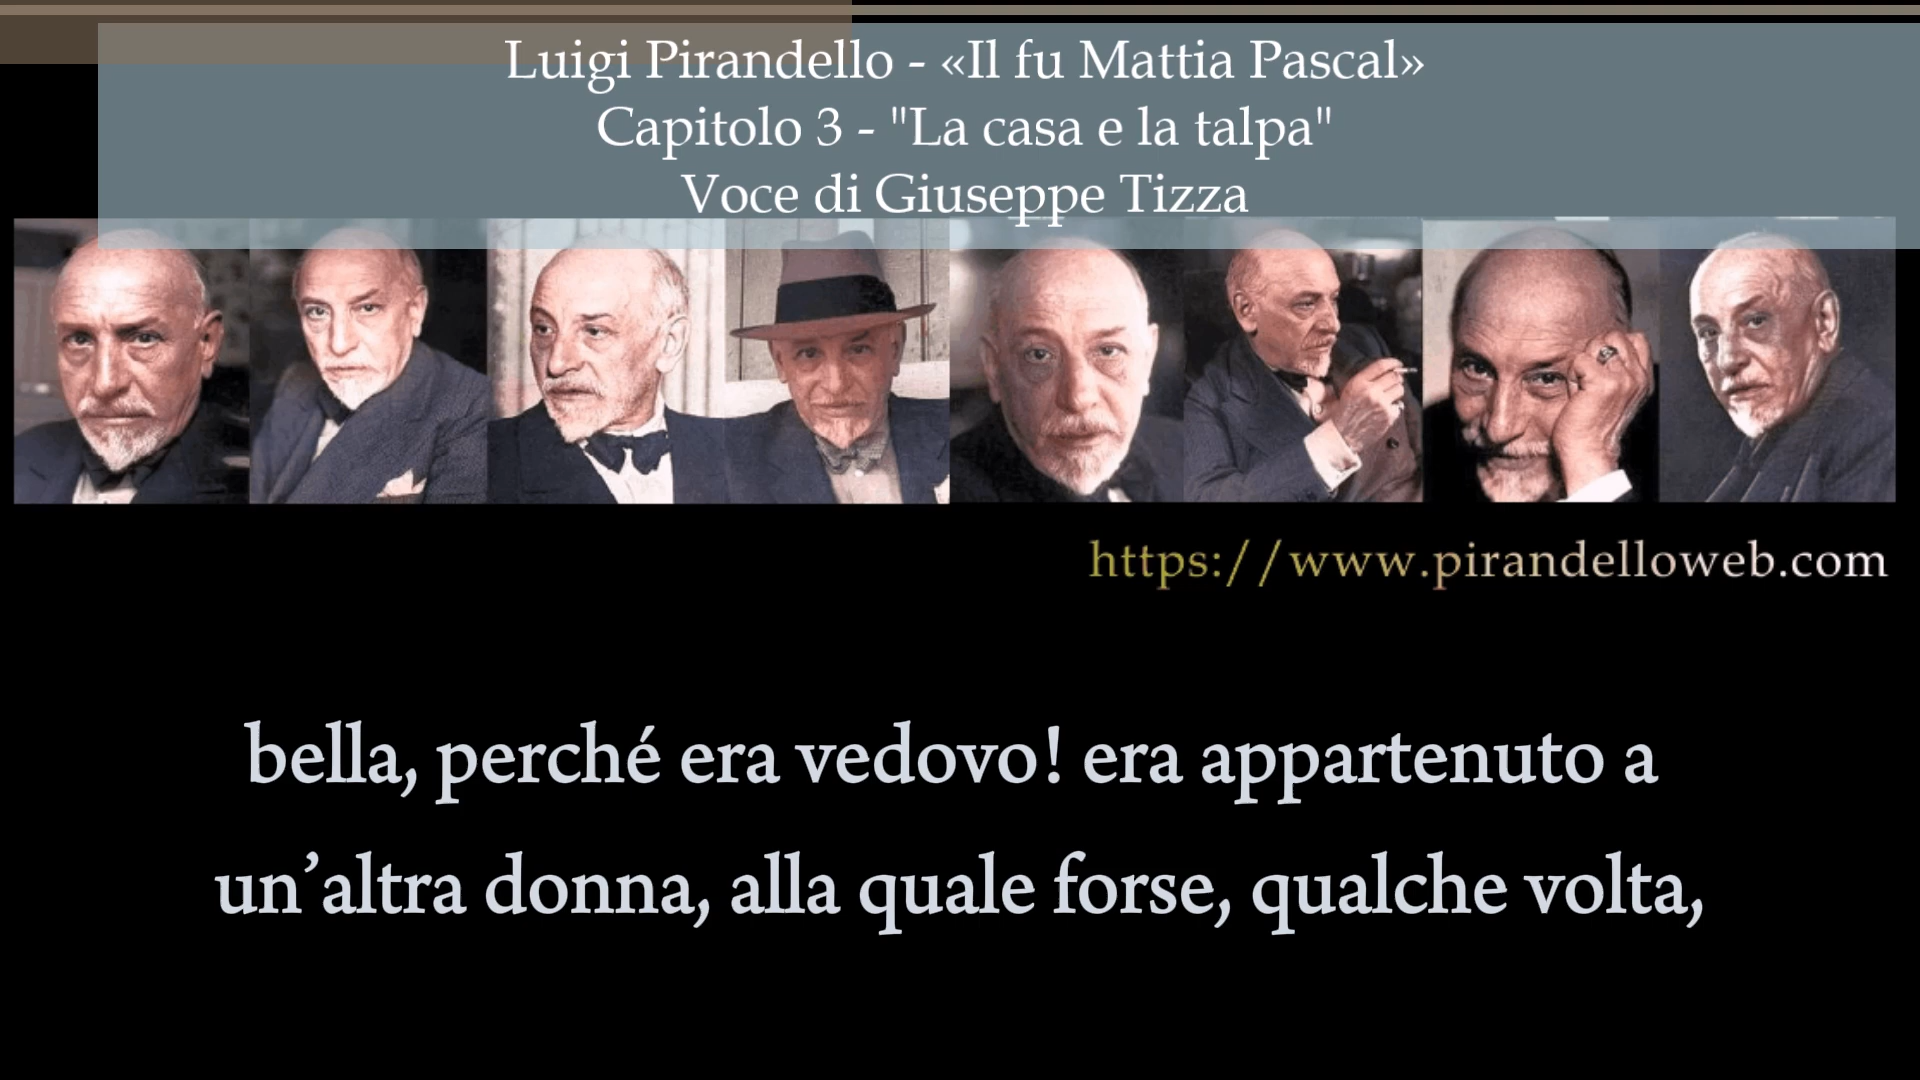 Luigi Pirandello - «Il fu Mattia Pascal»
Capitolo 3 - "La casa e la talpa"
Voce di Giuseppe Tizza
https://www.pirandelloweb.com
bella, perché era vedovo! era appartenuto a
un’altra donna, alla quale forse, qualche volta,